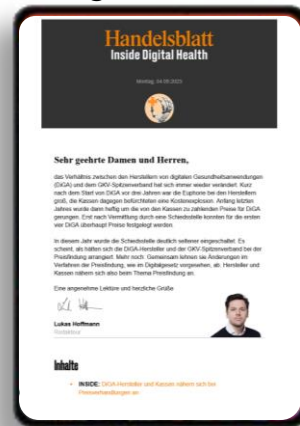 Handelsblatt
Inside Digital Health
Montag, 04.09.2023
Sehr geehrte Damen und Herren,
das Verhältnis zwischen den Herstellern von digitalen Gesundheitsanwendungen
(DiGA) und dem GKV-Spitzenverband hat sich immer wieder verändert. Kurz
nach dem Start von DiGA vor drei Jahren war die Euphorie bei den Herstellern
groß, die Kassen dagegen befürchteten eine Kostenexplosion. Anfang letzten
Jahres wurde dann heftig um die von den Kassen zu zahlenden Preise für DiGA
gerungen. Erst nach Vermittlung durch eine Schiedsstelle konnten für die ersten
vier DiGA überhaupt Preise festgelegt werden.
In diesem Jahr wurde die Schiedsstelle deutlich seltener eingeschaltet. Es
scheint, als hätten sich die DiGA-Hersteller und der GKV-Spitzenverband bei der
Preisfindung arrangiert. Mehr noch: Gemeinsam lehnen sie Änderungen im
Verfahren der Preisfindung, wie im Digitalgesetz vorgesehen, ab. Hersteller und
Kassen nähern sich also beim Thema Preisfindung an.
Eine angenehme Lektüre und herzliche Grüße
Lukas Hoffmann
Redakteur
Inhalte
• INSIDE: DiGA-Hersteller und Kassen nähern sich bei
Preisverhandlungen an